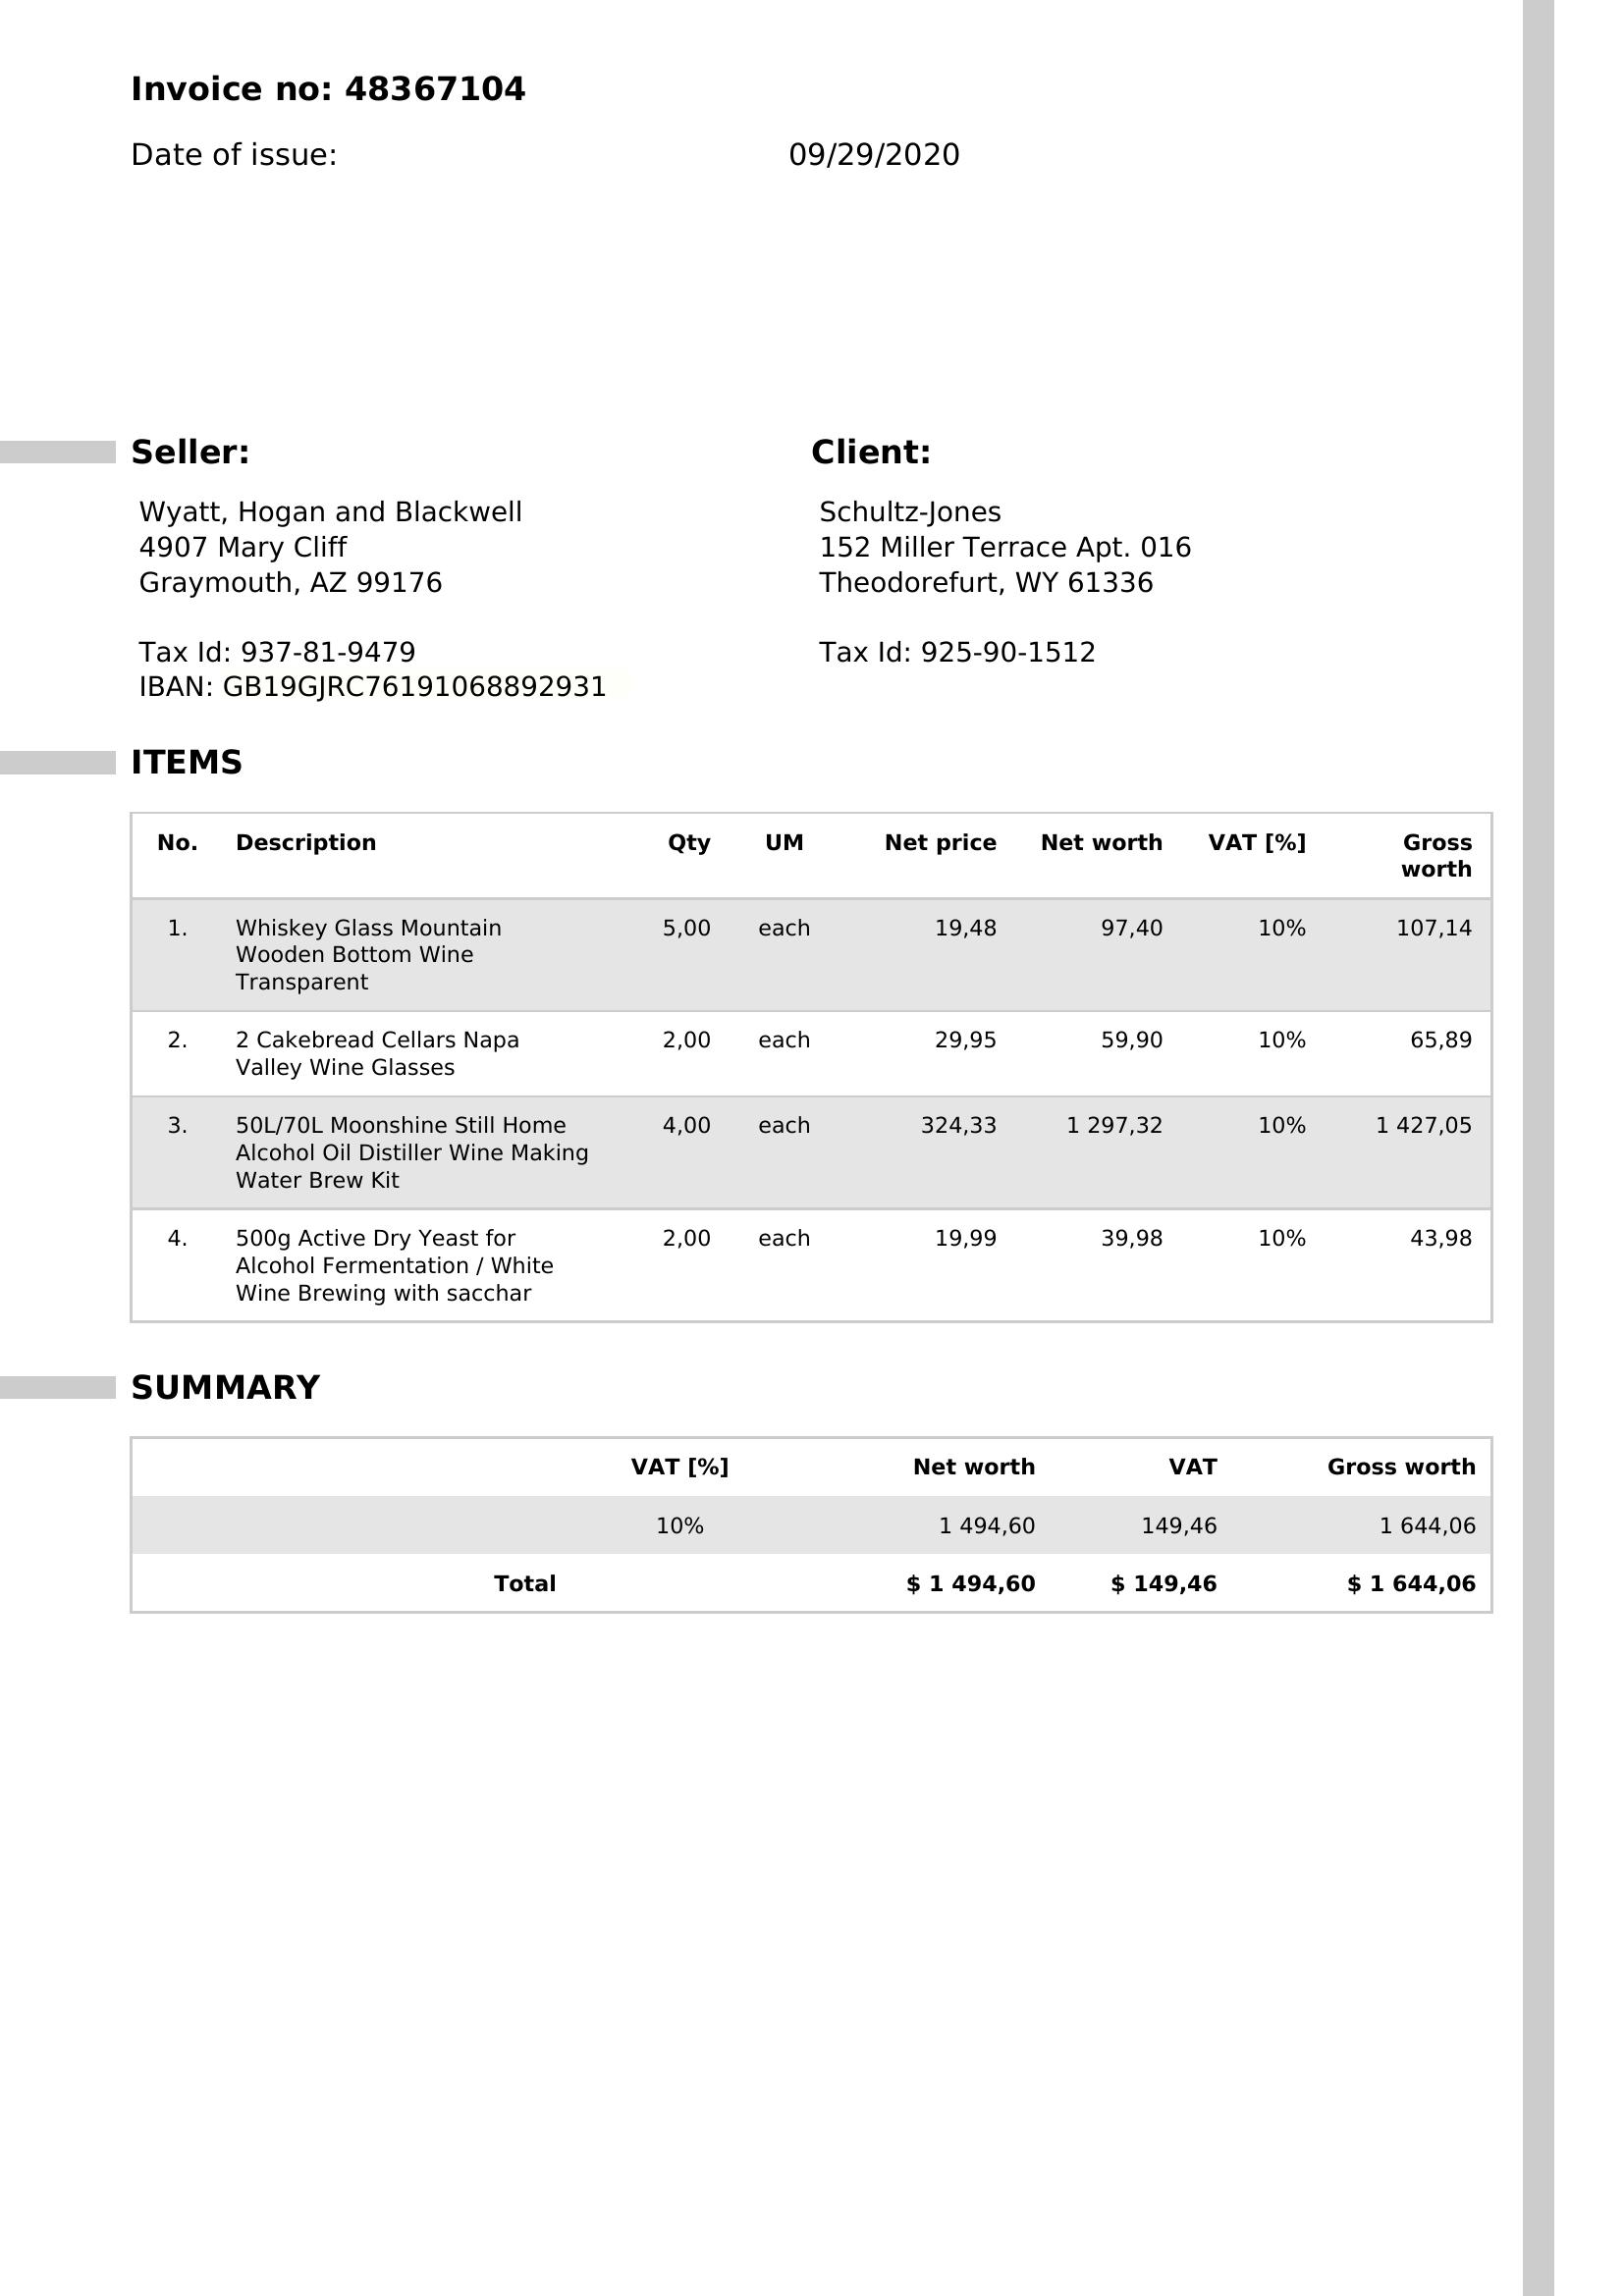 Invoice no: 48367104
Date of issue: 09/29/2020
Seller: Client:
Wyatt, Hogan and Blackwell Schultz-Jones
4907 Mary Cliff 152 Miller Terrace Apt. 016
Graymouth, AZ 99176 Theodorefurt, WY 61336
Tax Id: 937-81-9479 Tax Id: 925-90-1512
IBAN: GB19GJRC76191068892931
ITEMS
No. Description Qty UM Net price Net worth VAT [%] Gross
worth
1. Whiskey Glass Mountain 5,00 each 19,48 97,40 10% 107,14
Wooden Bottom Wine
Transparent
2. 2 Cakebread Cellars Napa 2,00 each 29,95 59,90 10% 65,89
Valley Wine Glasses
3. 50L/70L Moonshine Still Home 4,00 each 324,33 1 297,32 10% 1 427,05
Alcohol Oil Distiller Wine Making
Water Brew Kit
4. 500g Active Dry Yeast for 2,00 each 19,99 39,98 10% 43,98
Alcohol Fermentation / White
Wine Brewing with sacchar
SUMMARY
VAT [%] Net worth VAT Gross worth
10% 1 494,60 149,46 1 644,06
Total $ 1 494,60 $ 149,46 $ 1 644,06